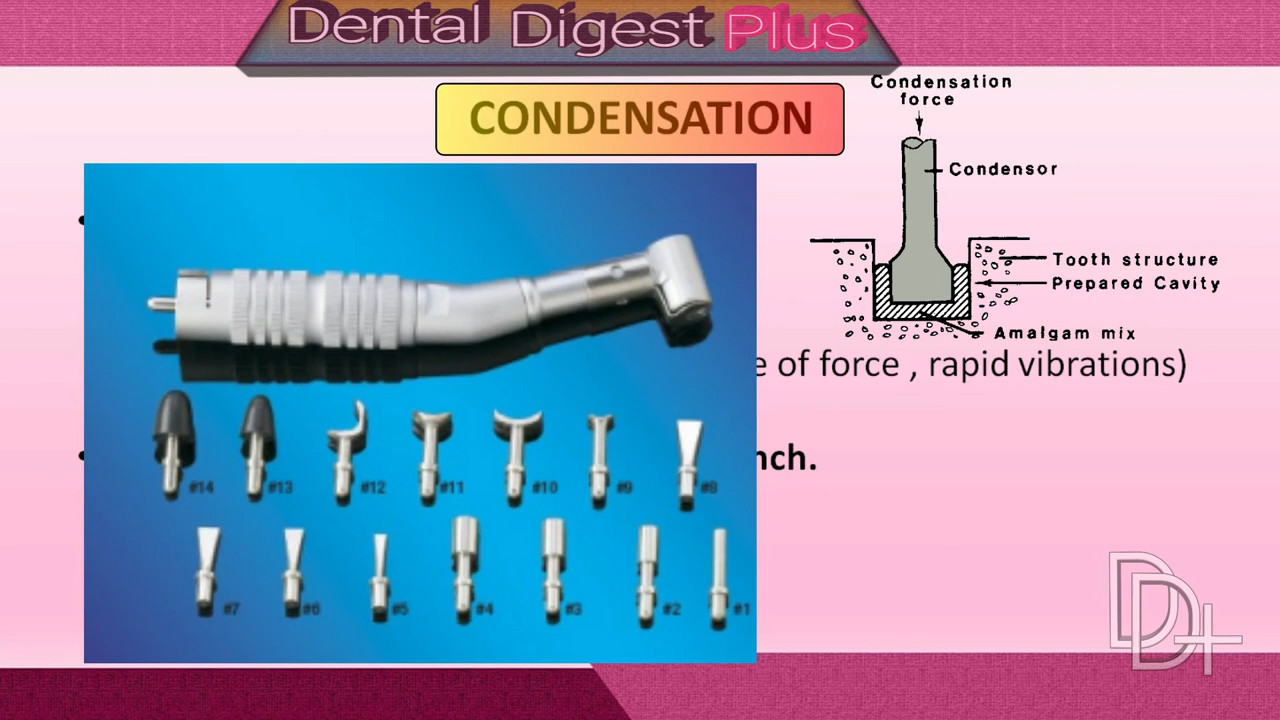 Dental Digest Plus
CONDENSATION
Condensation
force
Condensor
Tooth structure
Prepared Cavity
Amalgam mix
of force , rapid vibrations)
#14 #13 #12 #11 #10 #9 #8
#7 #6 #5 #4 #3 #2 #1
DD+